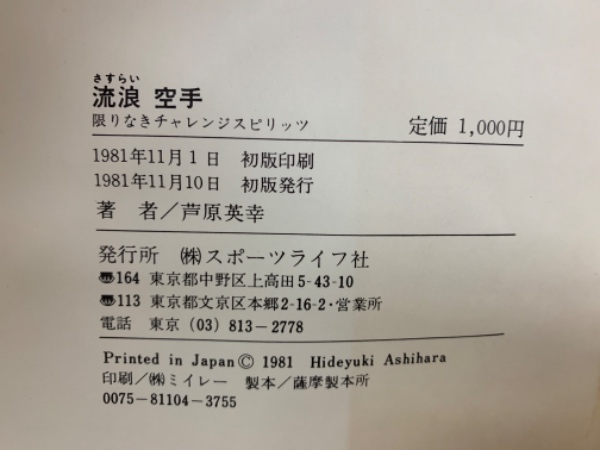 さすらい
流浪 空手
限りなきチャレンジスピリッツ 定価 1,000円
1981年11月1日 初版印刷
1981年11月10日 初版発行
著 者/芦原英幸
発行所 ㈱スポーツライフ社
〠164 東京都中野区上高田5-43-10
〠113 東京都文京区本郷2-16-2・営業所
電話 東京(03)813-2778
Printed in Japan© 1981 Hideyuki Ashihara
印刷/㈱ミイレー 製本/薩摩製本所
0075-81104-3755